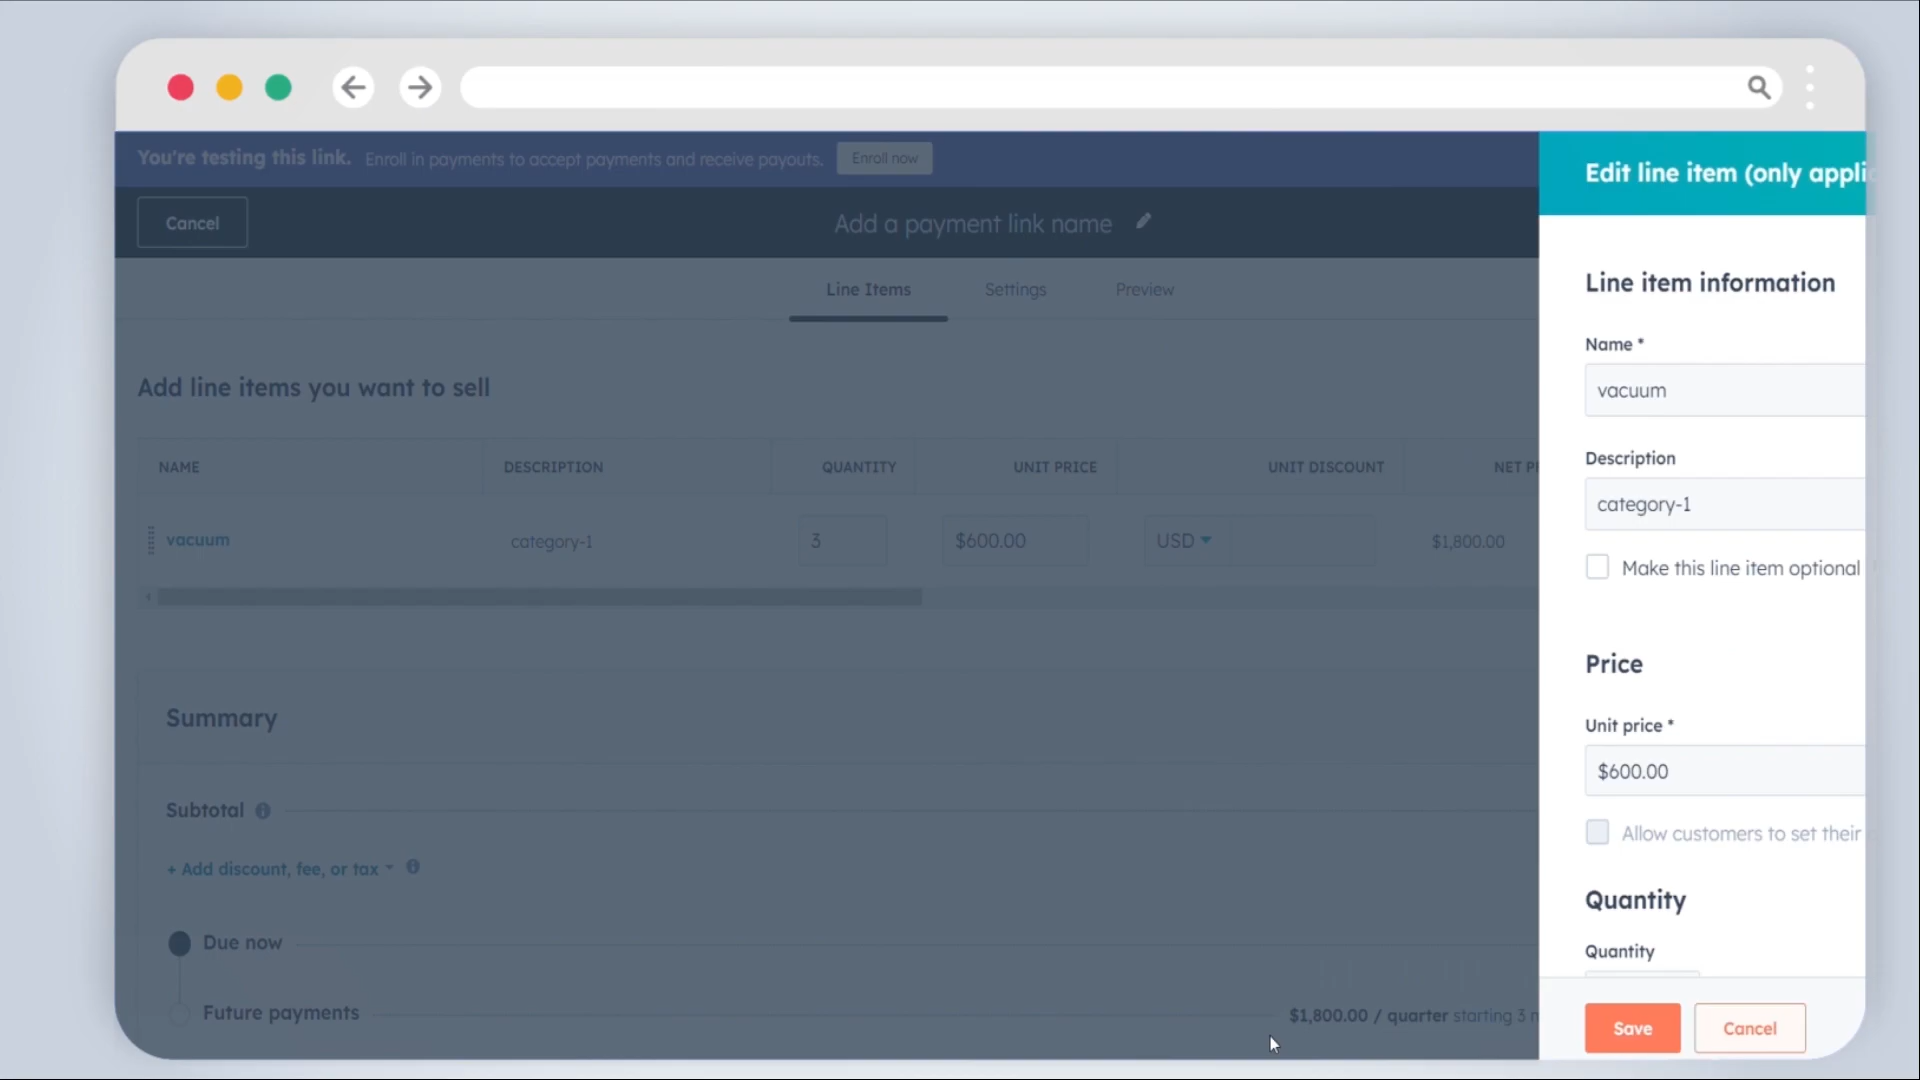 You're testing this link. Enroll in payments to accept payments and receive payouts. Enroll now
Cancel
Add a payment link name
Line Items Settings Preview
Add line items you want to sell
NAME DESCRIPTION QUANTITY UNIT PRICE UNIT DISCOUNT NET
vacuum category-1 3 $600.00 USD $1,800.00
Summary
Subtotal
+ Add discount, fee, or tax
Due now
Future payments $1,800.00 / quarter starting 3
Edit line item (only
Line item information
Name *
vacuum
Description
category-1
Make this line item optional
Price
Unit price *
$600.00
Allow customers to set their
Quantity
Quantity
Save Cancel